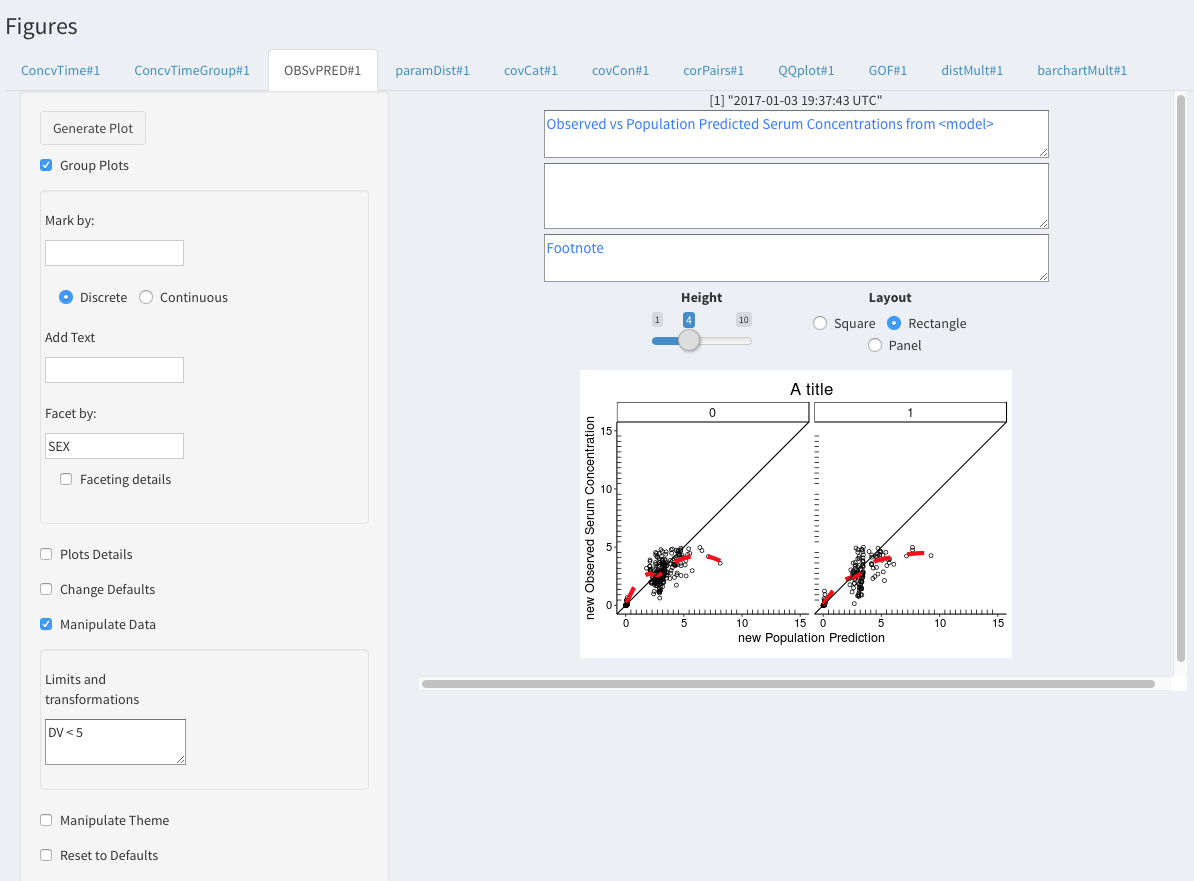 Figures
ConcvTime#1 ConcvTimeGroup#1 OBSvPRED#1 paramDist#1 covCat#1 covCon#1 corPairs#1 QQplot#1 GOF#1 distMult#1 barchartMult#1
Generate Plot
Group Plots
Mark by:
Discrete Continuous
Add Text
Facet by:
SEX
Faceting details
Plots Details
Change Defaults
Manipulate Data
Limits and
transformations
DV < 5
Manipulate Theme
Reset to Defaults
[1] "2017-01-03 19:37:43 UTC"
Observed vs Population Predicted Serum Concentrations from <model>
Footnote
Height Layout
1 4 10
Square Rectangle
Panel
A title
0 1
new Observed Serum Concentration
15
10
5
0
0 5 10 15 0 5 10 15
new Population Prediction